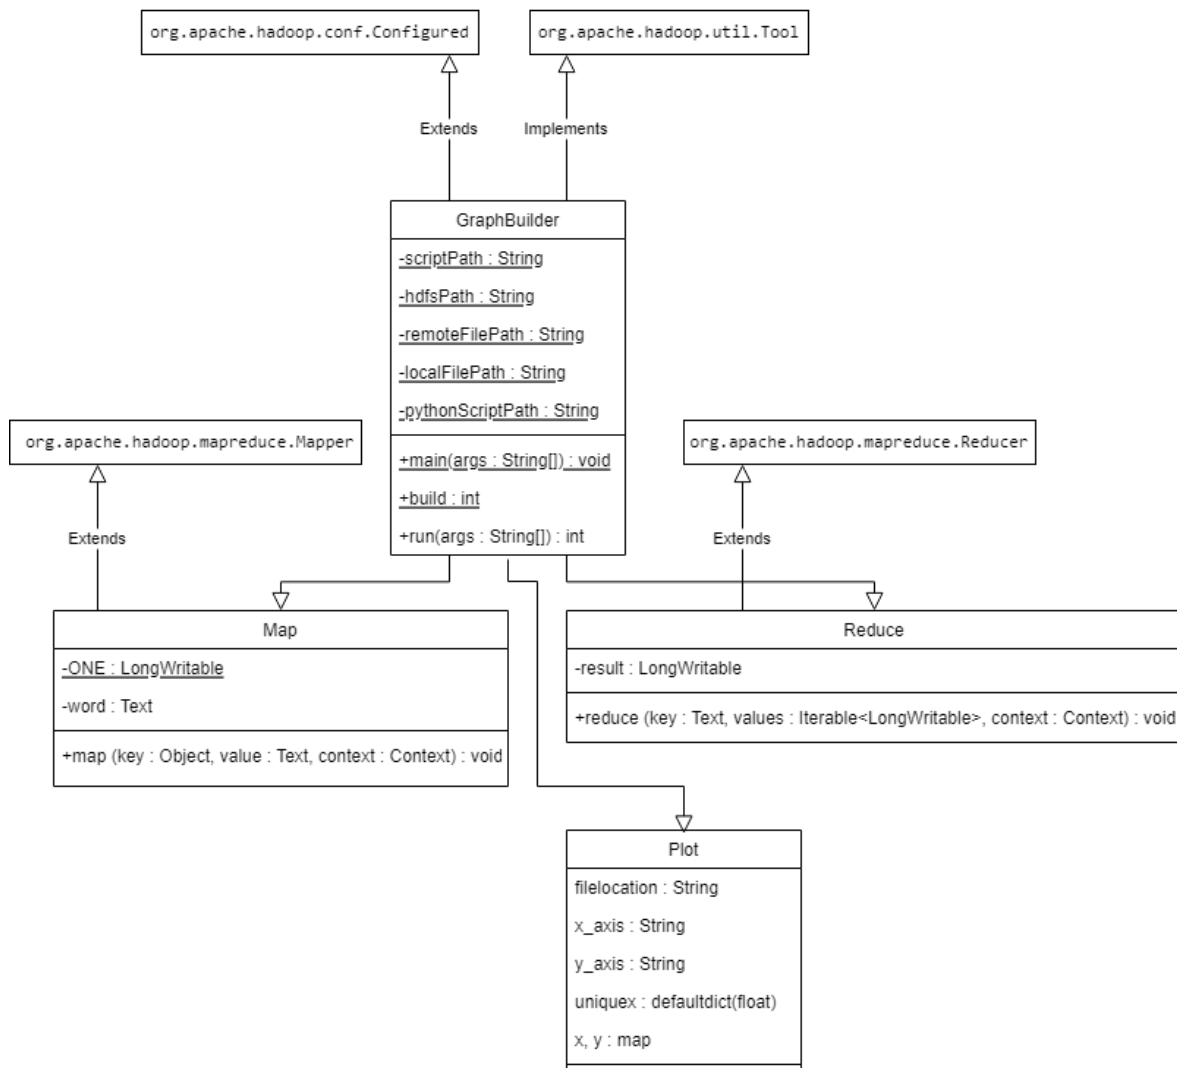 org.apache.hadoop.conf.Configured
org.apache.hadoop.util.Tool
Extends
Implements
GraphBuilder
-scriptPath : String
-hdfsPath : String
-remoteFilePath : String
-localFilePath : String
-pythonScriptPath : String
+main(args : String[]) : void
+build : int
+run(args : String[]) : int
org.apache.hadoop.mapreduce.Mapper
org.apache.hadoop.mapreduce.Reducer
Extends
Extends
Map
-ONE : LongWritable
-word : Text
+map (key : Object, value : Text, context : Context) : void
Reduce
-result : LongWritable
+reduce (key : Text, values : Iterable<LongWritable>, context : Context) : void
Plot
filelocation : String
x_axis : String
y_axis : String
uniquex : defaultdict(float)
x, y : map